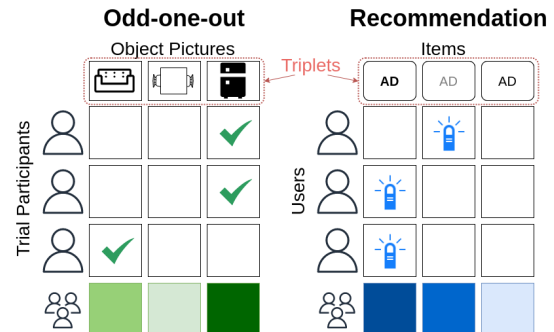 Odd-one-out
Recommendation
Object Pictures
Items
Triplets
AD
AD
AD
Trial Participants
Users